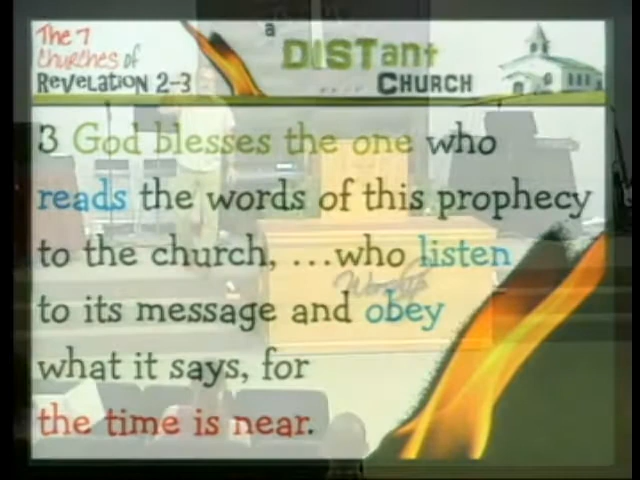 The 7
Churches of
Revelation 2-3
a
DISTant
.... CHURCH
3 God blesses the one who
reads the words of this prophecy
to the church, ...who listen
to its message and obey
what it says, for
the time is near.
Worship